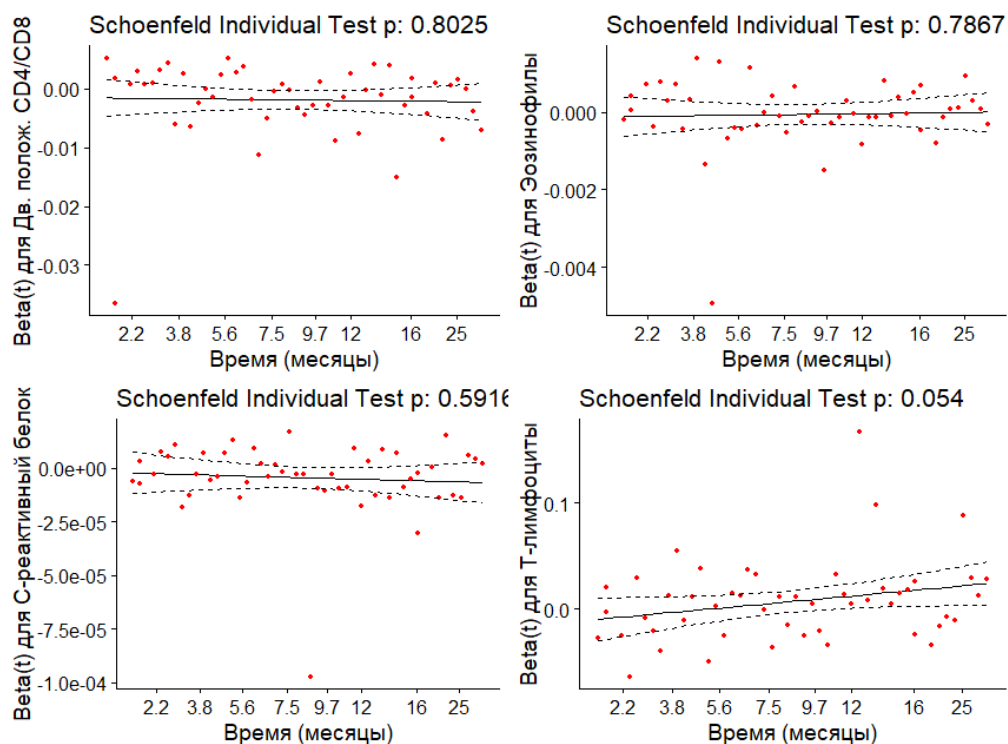 Schoenfeld Individual Test p: 0.8025
Beta(t) для Дв. полож. CD4/CD8
0.00
-0.01
-0.02
-0.03
2.2 3.8 5.6 7.5 9.7 12 16 25
Время (месяцы)
Schoenfeld Individual Test p: 0.7867
Beta(t) для Эозинофилы
0.000
-0.002
-0.004
2.2 3.8 5.6 7.5 9.7 12 16 25
Время (месяцы)
Schoenfeld Individual Test p: 0.5916
Beta(t) для С-реактивный белок
0.0e+00
-2.5e-05
-5.0e-05
-7.5e-05
-1.0e-04
2.2 3.8 5.6 7.5 9.7 12 16 25
Время (месяцы)
Schoenfeld Individual Test p: 0.054
Beta(t) для Т-лимфоциты
0.1
0.0
2.2 3.8 5.6 7.5 9.7 12 16 25
Время (месяцы)